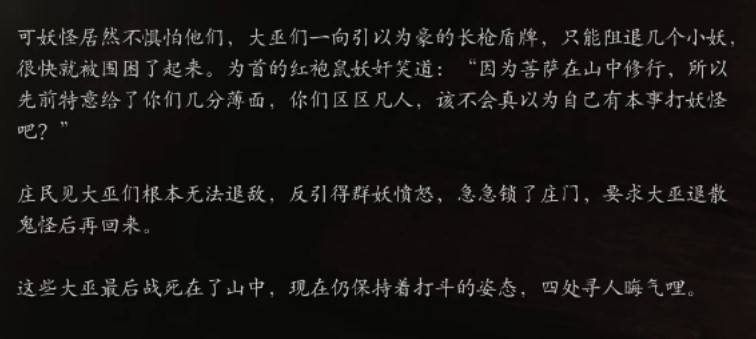 可妖怪居然不惧怕他们，大巫们一向引以为豪的长枪盾牌，只能阻退几个小妖，
很快就被围困了起来。为首的红袍鼠妖奸笑道：“因为菩萨在山中修行，所以
先前特意给了你们几分薄面，你们区区凡人，该不会真以为自己有本事打妖怪
吧？”
庄民见大巫们根本无法退敌，反引得群妖愤怒，急急锁了庄门，要求大巫退散
鬼怪后再回来。
这些大巫最后战死在了山中，现在仍保持着打斗的姿态，四处寻人晦气哩。